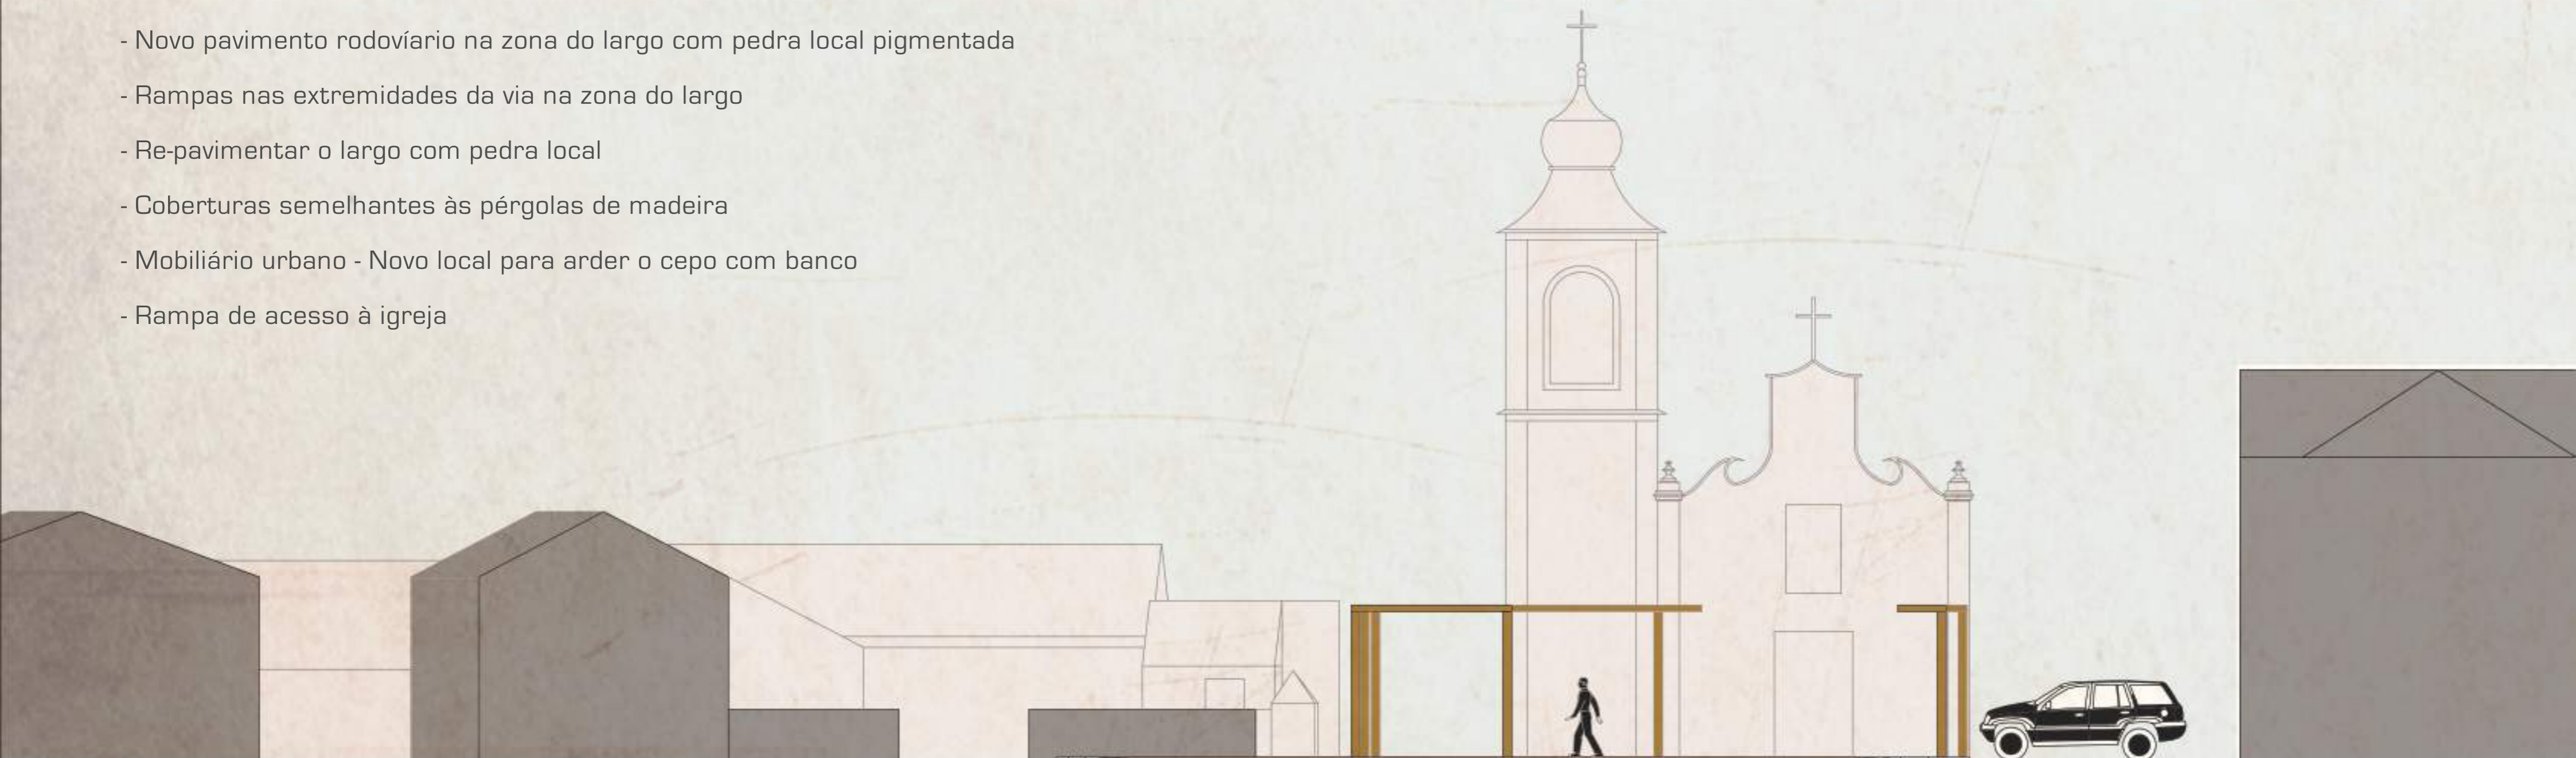 - Novo pavimento rodovíario na zona do largo com pedra local pigmentada
- Rampas nas extremidades da via na zona do largo
- Re-pavimentar o largo com pedra local
- Coberturas semelhantes às pérgolas de madeira
- Mobiliário urbano - Novo local para arder o cepo com banco
- Rampa de acesso à igreja